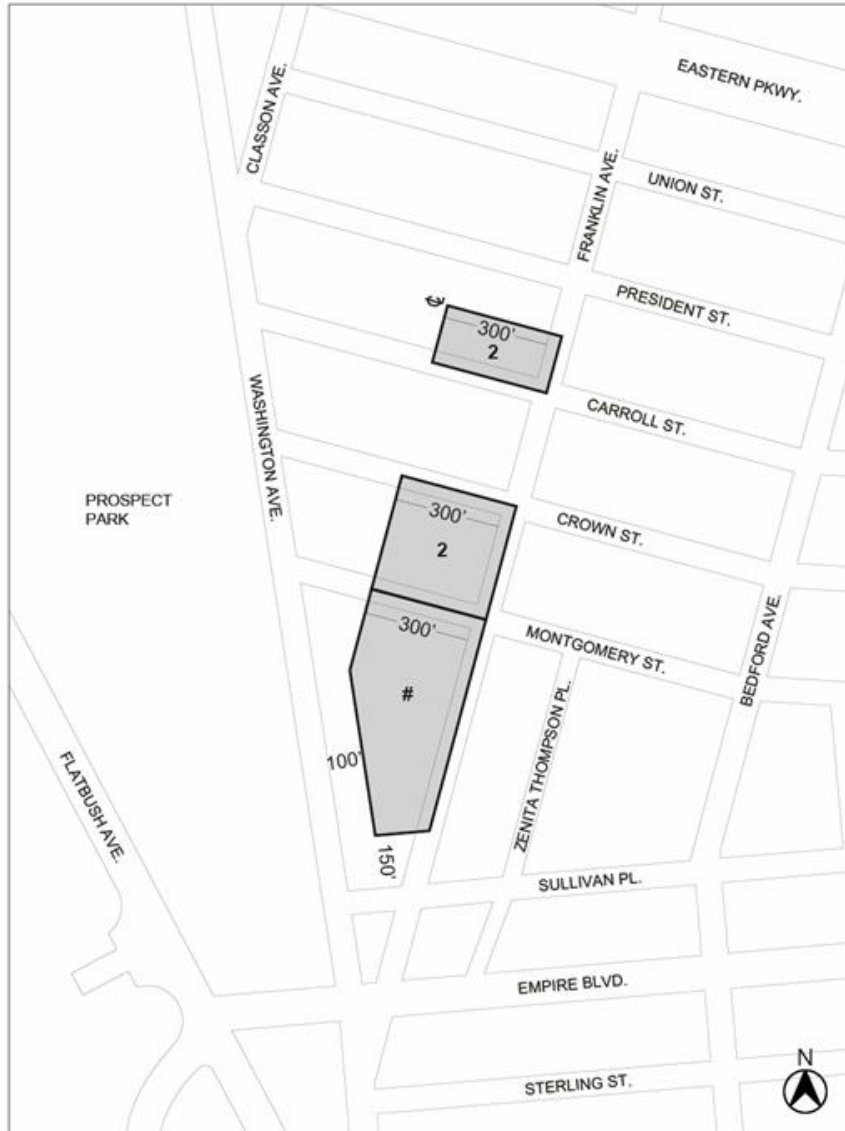 EASTERN PKWY.
CLASSON AVE.
FRANKLIN AVE.
UNION ST.
PRESIDENT ST.
℄
300'
2
CARROLL ST.
WASHINGTON AVE.
PROSPECT
PARK
300'
2
CROWN ST.
300'
#
MONTGOMERY ST.
BEDFORD AVE.
ZENITA THOMPSON PL.
100'
FLATBUSH AVE.
150'
SULLIVAN PL.
EMPIRE BLVD.
STERLING ST.
N